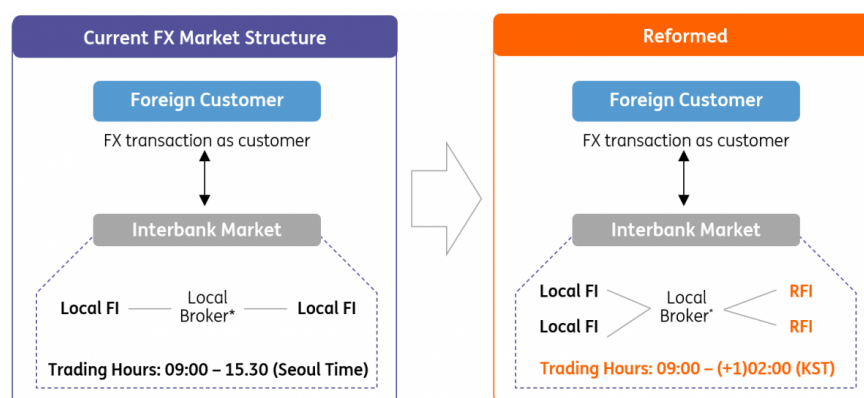 Current FX Market Structure
Foreign Customer
FX transaction as customer
Interbank Market
Local FI
Local
Broker*
Local FI
Trading Hours: 09:00 – 15.30 (Seoul Time)
Reformed
Foreign Customer
FX transaction as customer
Interbank Market
Local FI
Local FI
Local
Broker*
RFI
RFI
Trading Hours: 09:00 – (+1)02:00 (KST)